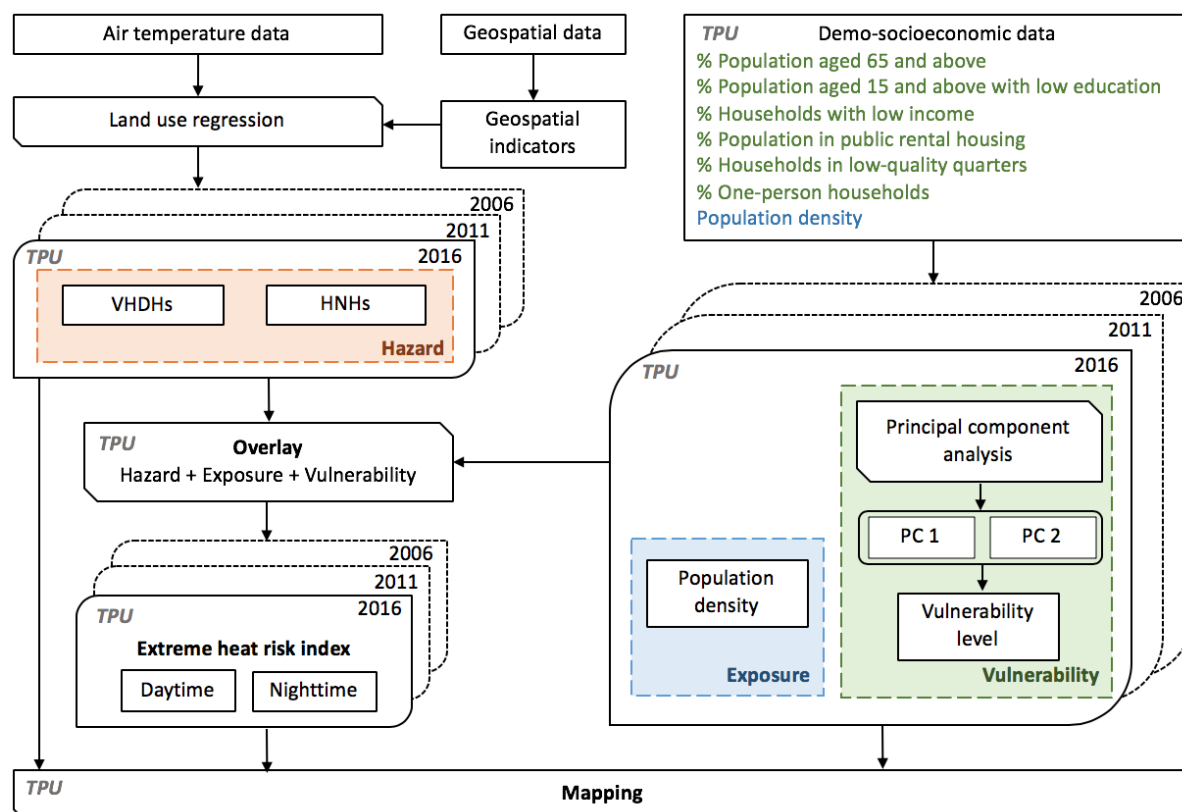 Air temperature data
Geospatial data
Land use regression
Geospatial
indicators
TPU
Demo-socioeconomic data
% Population aged 65 and above
% Population aged 15 and above with low education
% Households with low income
% Population in public rental housing
% Households in low-quality quarters
% One-person households
Population density
2006
2011
2016
TPU
VHDHs
HNHs
Hazard
2006
2011
2016
TPU
Principal component
analysis
PC 1
PC 2
Vulnerability
level
Vulnerability
Population
density
Exposure
TPU
Overlay
Hazard + Exposure + Vulnerability
2006
2011
2016
TPU
Extreme heat risk index
Daytime
Nighttime
TPU
Mapping